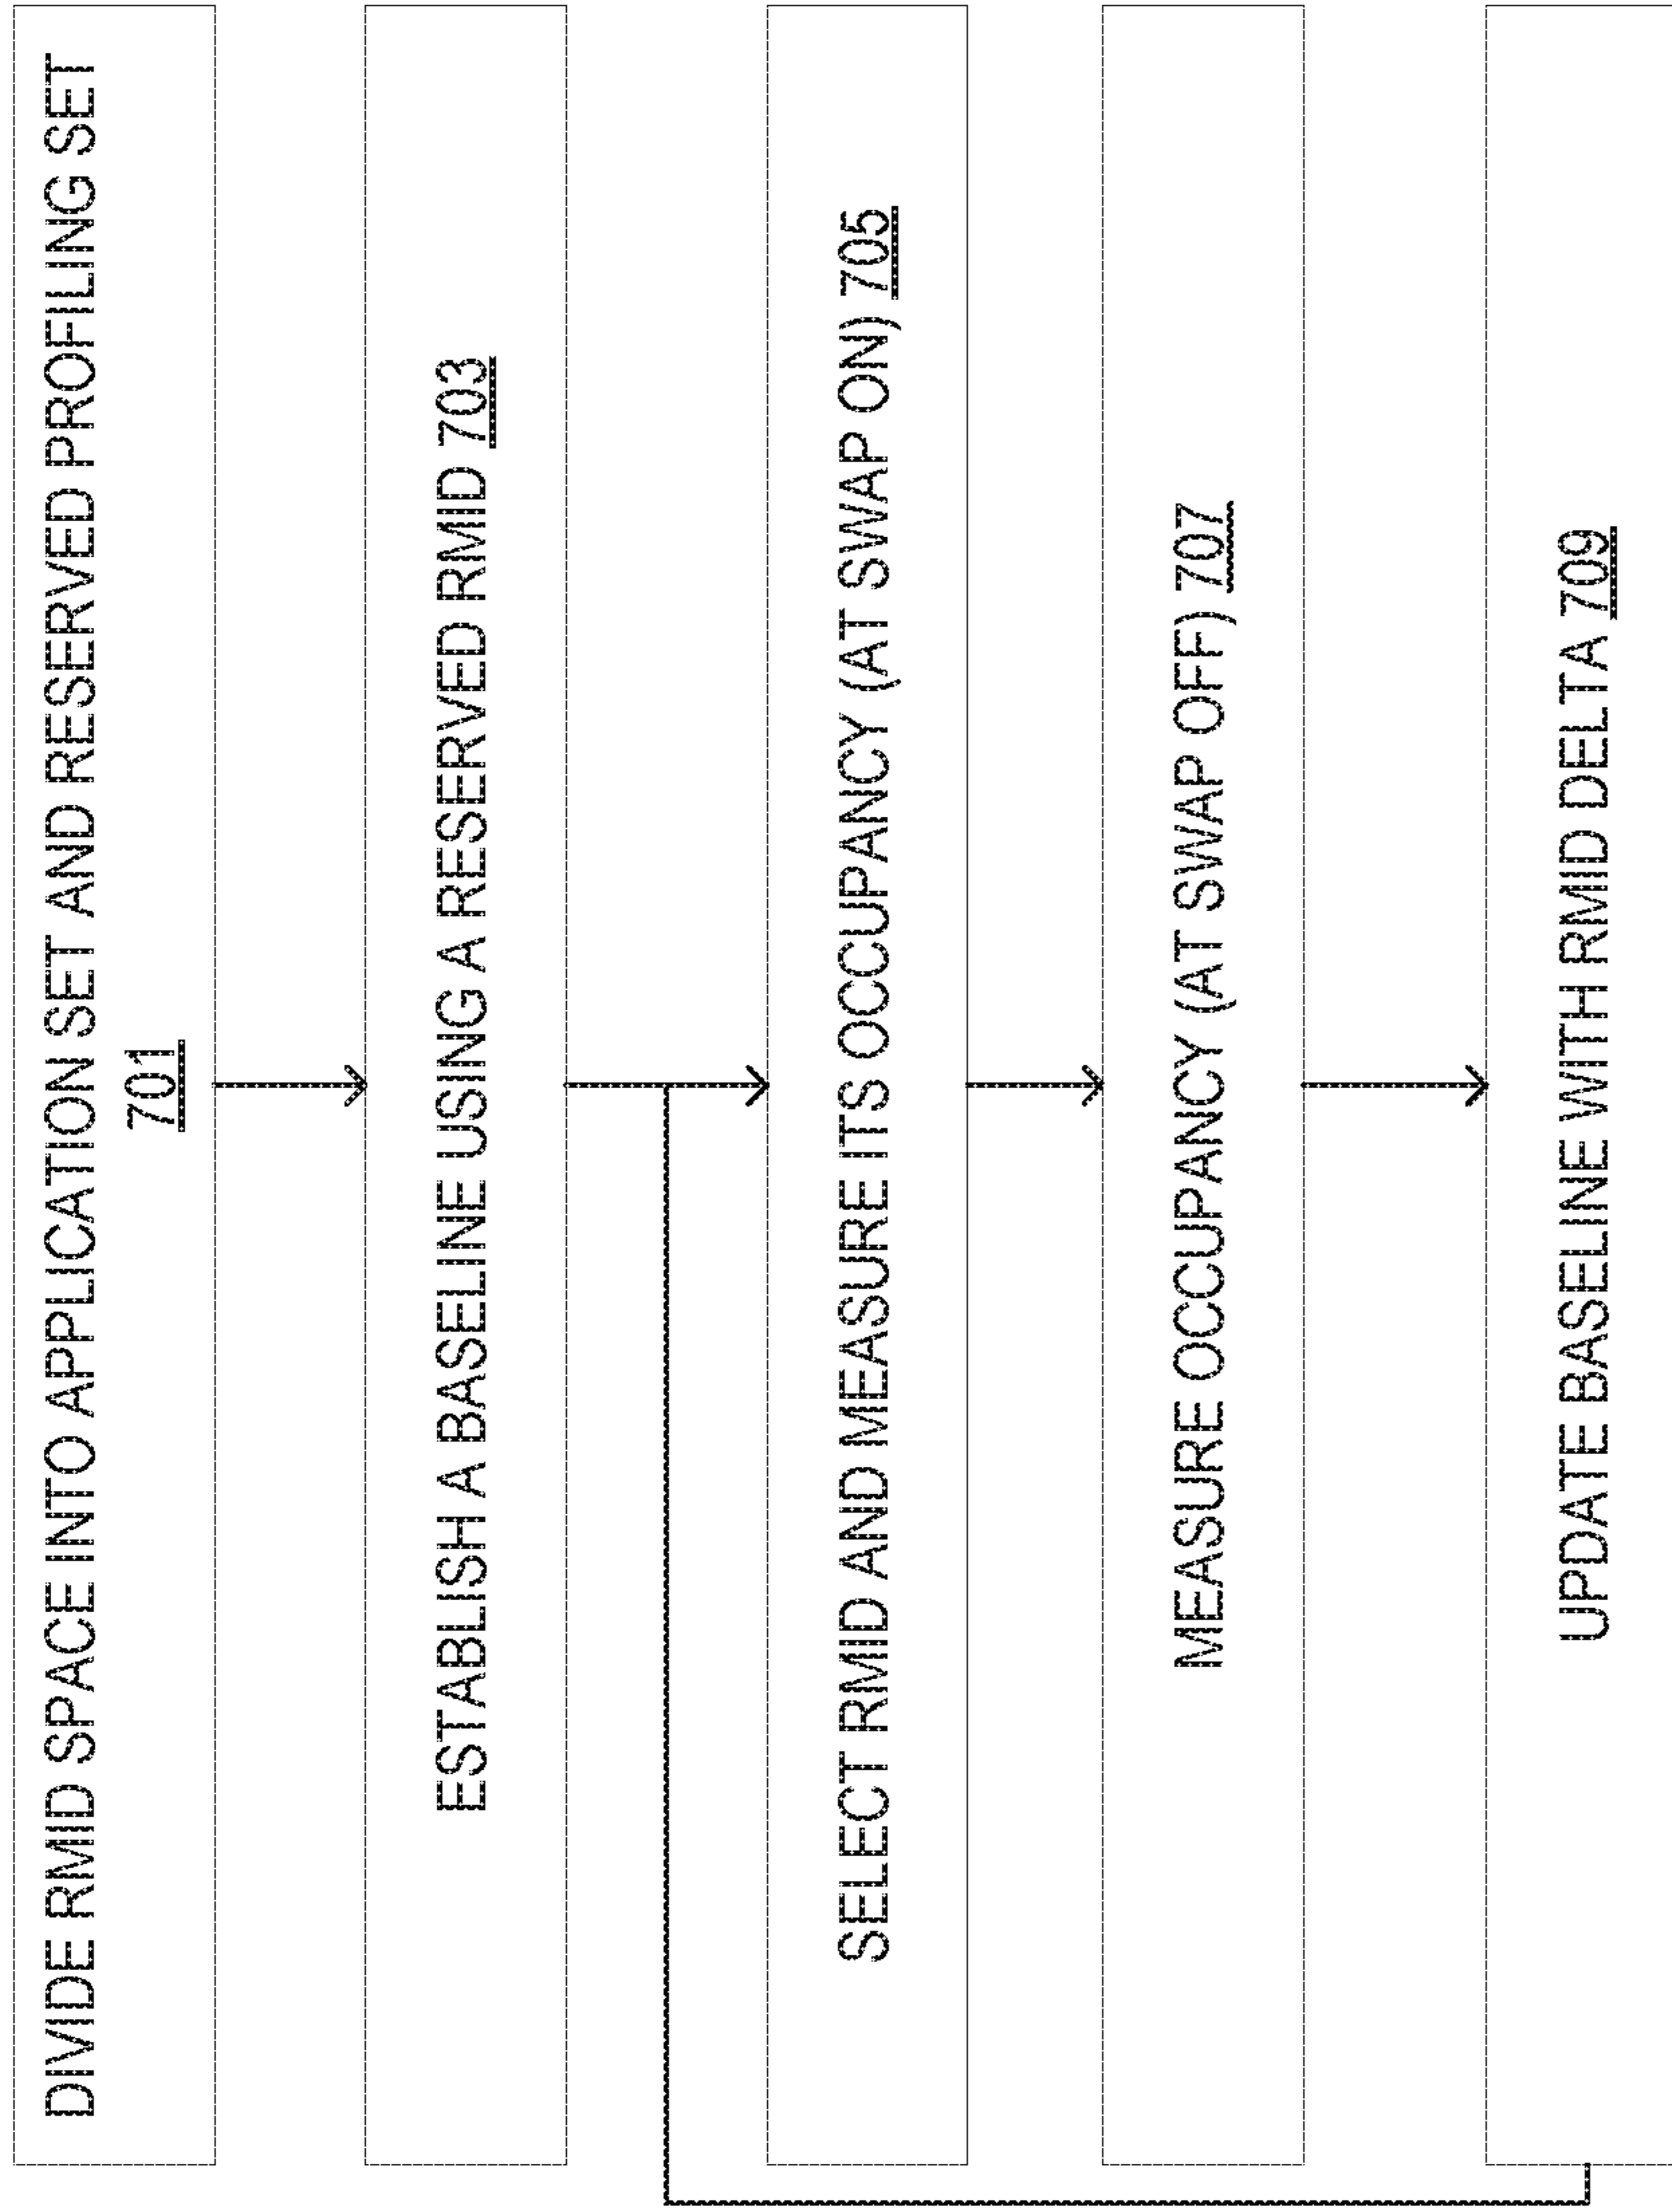 DIVIDE RMID SPACE INTO APPLICATION SET AND RESERVED PROFILING SET
701
ESTABLISH A BASELINE USING A RESERVED RMID 703
SELECT RMID AND MEASURE ITS OCCUPANCY (AT SWAP ON) 705
MEASURE OCCUPANCY (AT SWAP OFF) 707
UPDATE BASELINE WITH RMID DELTA 709